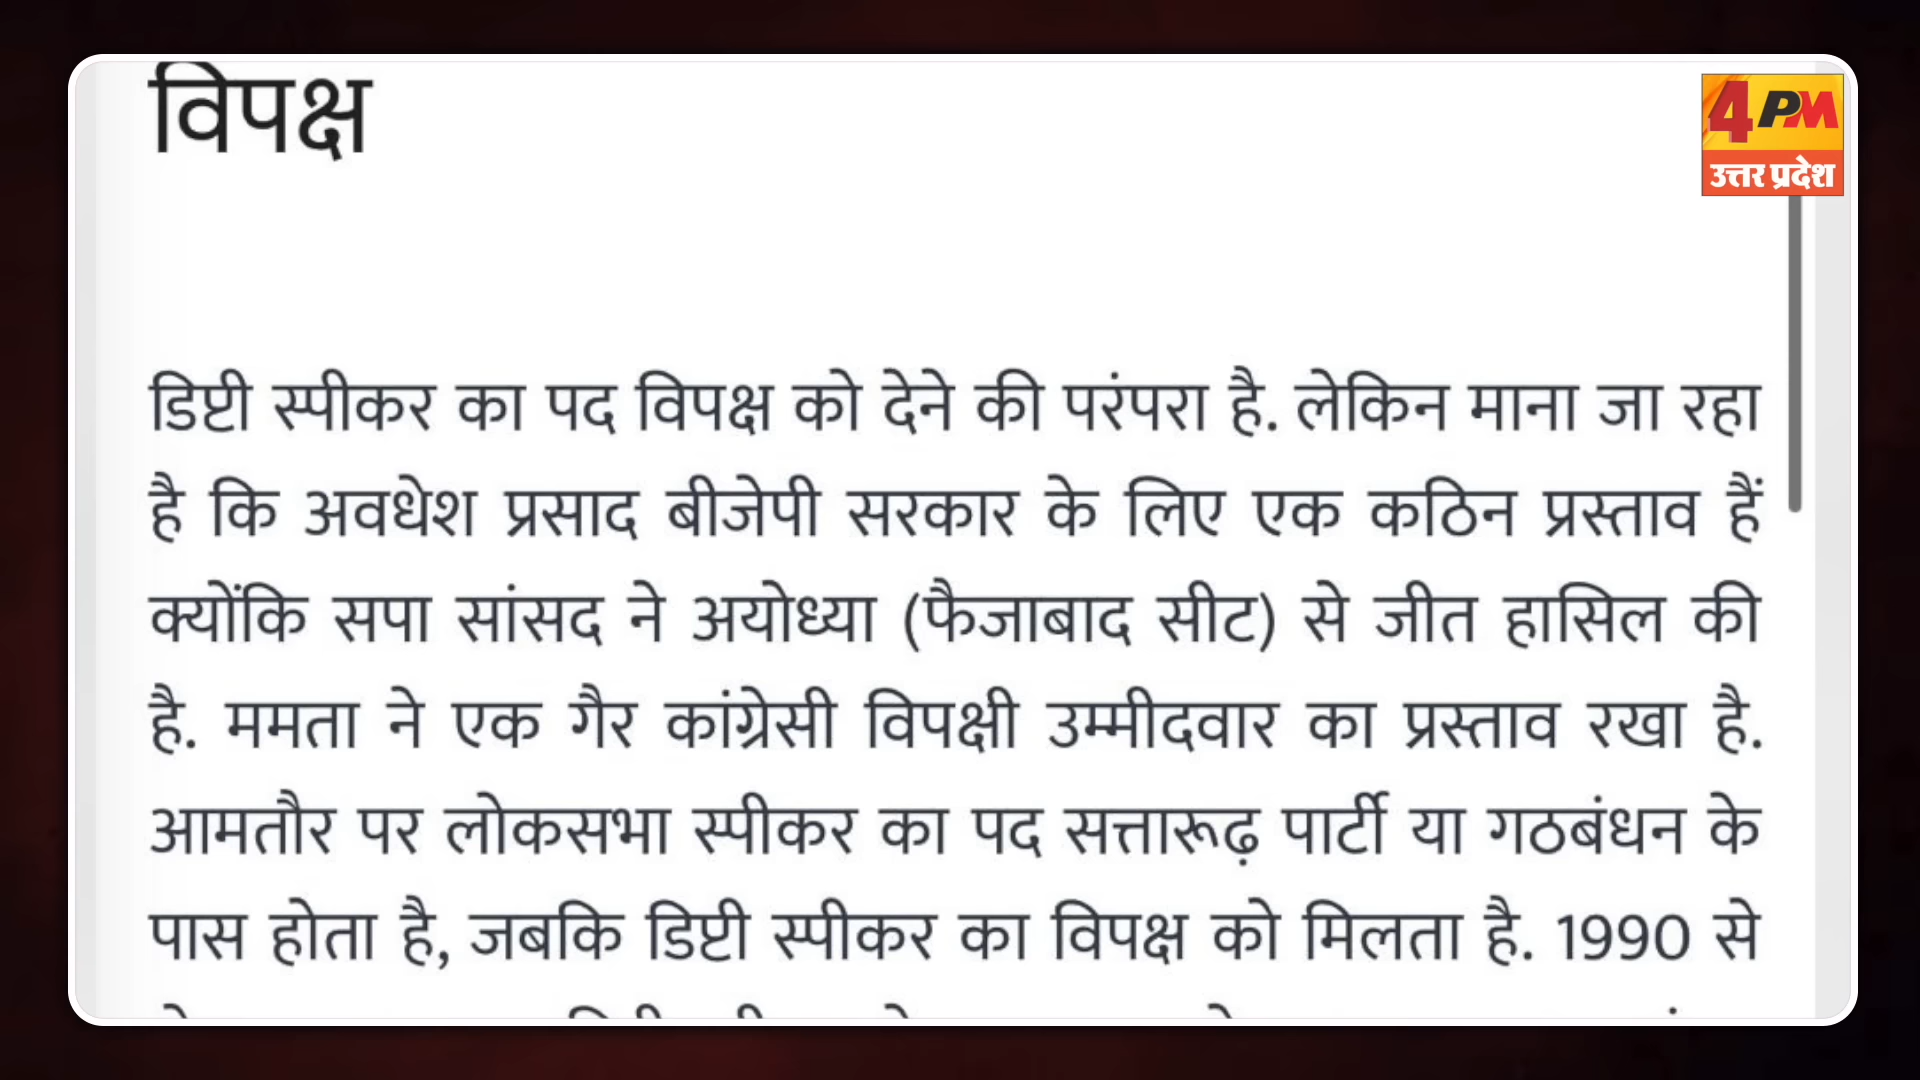 विपक्ष
4PM
उत्तर प्रदेश
डिप्टी स्पीकर का पद विपक्ष को देने की परंपरा है. लेकिन माना जा रहा
है कि अवधेश प्रसाद बीजेपी सरकार के लिए एक कठिन प्रस्ताव हैं
क्योंकि सपा सांसद ने अयोध्या (फैजाबाद सीट) से जीत हासिल की
है. ममता ने एक गैर कांग्रेसी विपक्षी उम्मीदवार का प्रस्ताव रखा है.
आमतौर पर लोकसभा स्पीकर का पद सत्तारूढ़ पार्टी या गठबंधन के
पास होता है, जबकि डिप्टी स्पीकर का विपक्ष को मिलता है. 1990 से